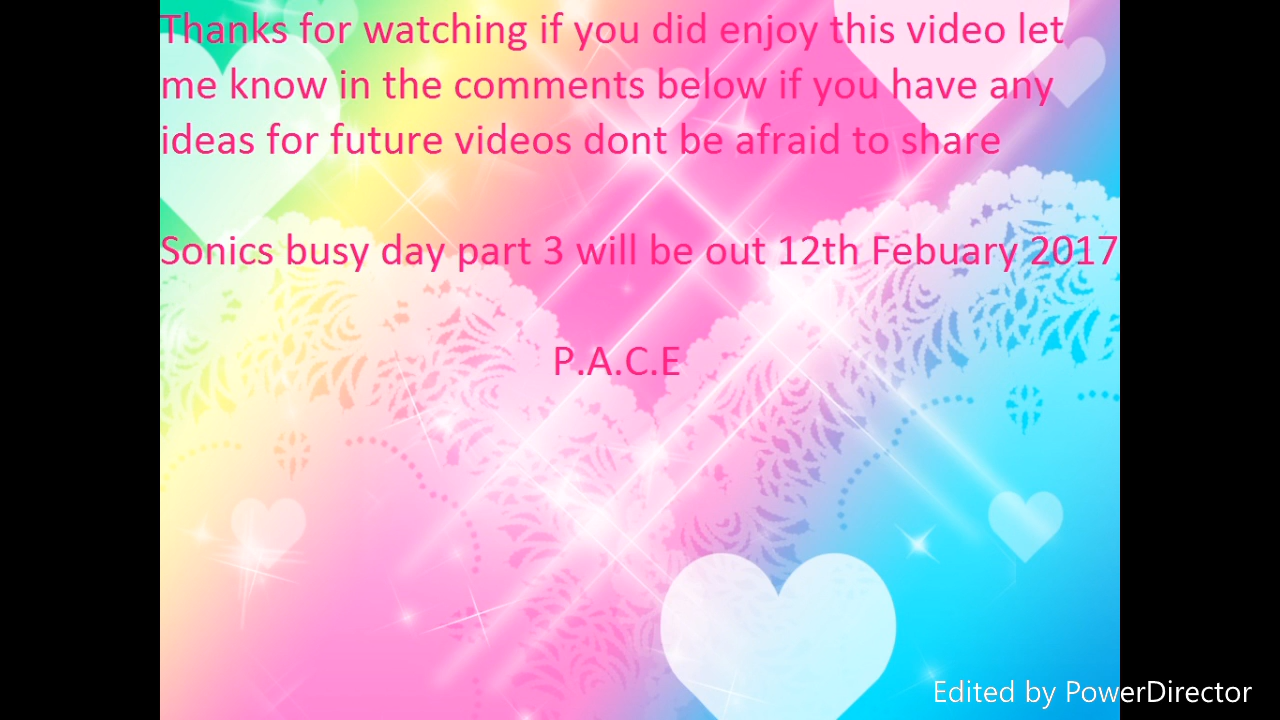 Thanks for watching if you did enjoy this video let
me know in the comments below if you have any
ideas for future videos dont be afraid to share
Sonics busy day part 3 will be out 12th Febuary 2017
P.A.C.E
Edited by PowerDirector